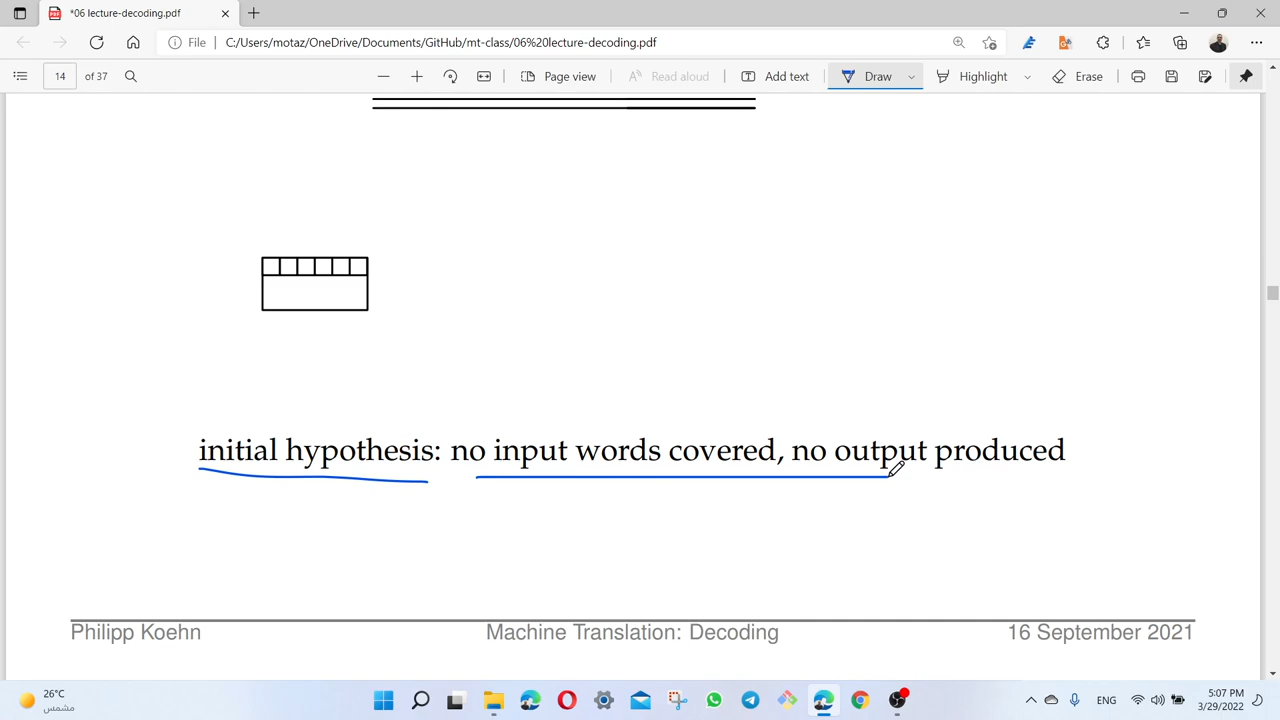 *06 lecture-decoding.pdf
File
C:/Users/motaz/OneDrive/Documents/GitHub/mt-class/06%20lecture-decoding.pdf
14 of 37
Page view
Read aloud
Add text
Draw
Highlight
Erase
initial hypothesis: no input words covered, no output produced
Philipp Koehn
Machine Translation: Decoding
16 September 2021
26°C
مشمس
ENG
5:07 PM
3/29/2022